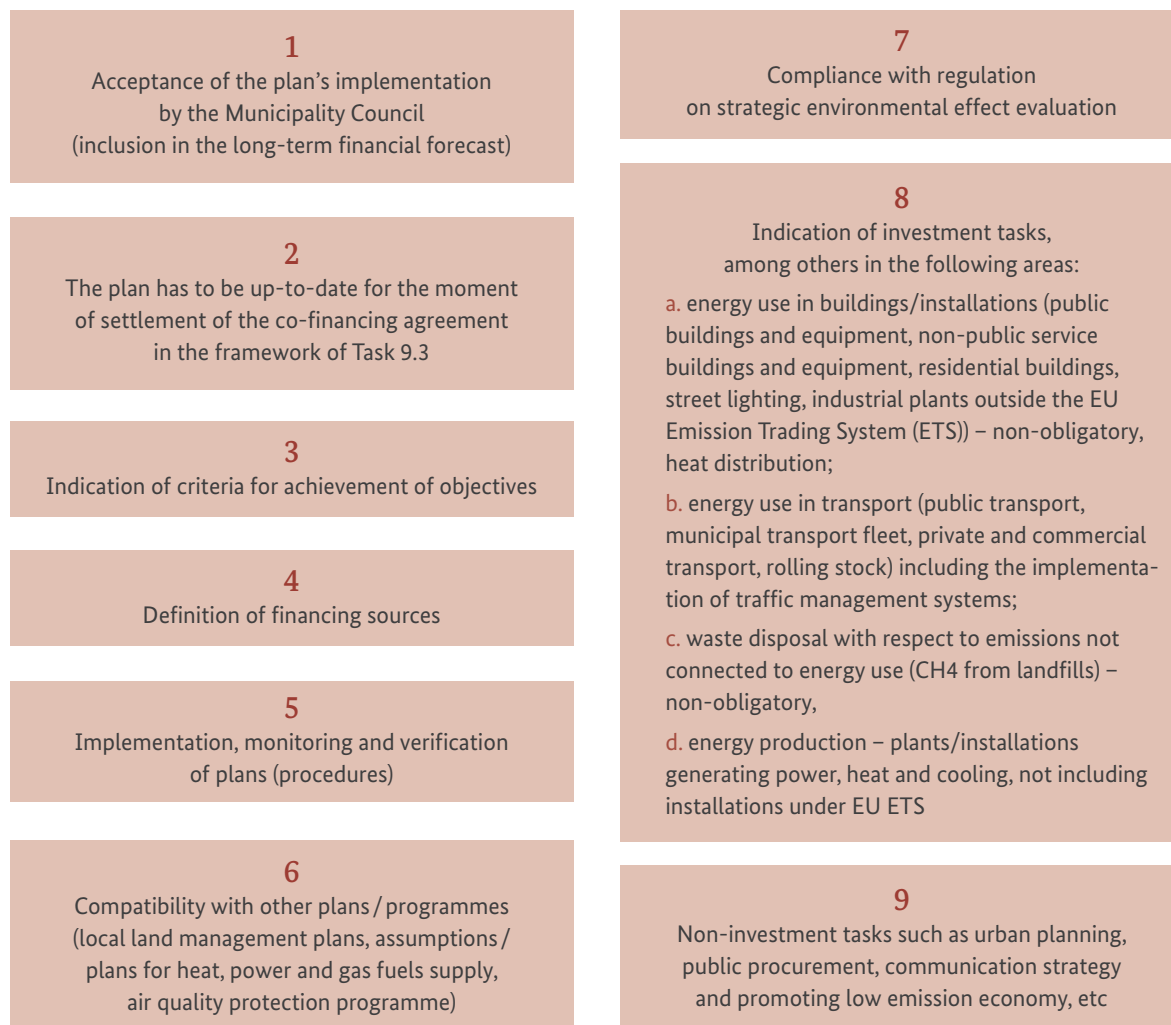 1
Acceptance of the plan’s implementation
by the Municipality Council
(inclusion in the long-term financial forecast)
2
The plan has to be up-to-date for the moment
of settlement of the co-financing agreement
in the framework of Task 9.3
3
Indication of criteria for achievement of objectives
4
Definition of financing sources
5
Implementation, monitoring and verification
of plans (procedures)
6
Compatibility with other plans / programmes
(local land management plans, assumptions /
plans for heat, power and gas fuels supply,
air quality protection programme)
7
Compliance with regulation
on strategic environmental effect evaluation
8
Indication of investment tasks,
among others in the following areas:
a. energy use in buildings/installations (public
buildings and equipment, non-public service
buildings and equipment, residential buildings,
street lighting, industrial plants outside the EU
Emission Trading System (ETS)) – non-obligatory,
heat distribution;
b. energy use in transport (public transport,
municipal transport fleet, private and commercial
transport, rolling stock) including the implementa-
tion of traffic management systems;
c. waste disposal with respect to emissions not
connected to energy use (CH4 from landfills) –
non-obligatory,
d. energy production – plants/installations
generating power, heat and cooling, not including
installations under EU ETS
9
Non-investment tasks such as urban planning,
public procurement, communication strategy
and promoting low emission economy, etc